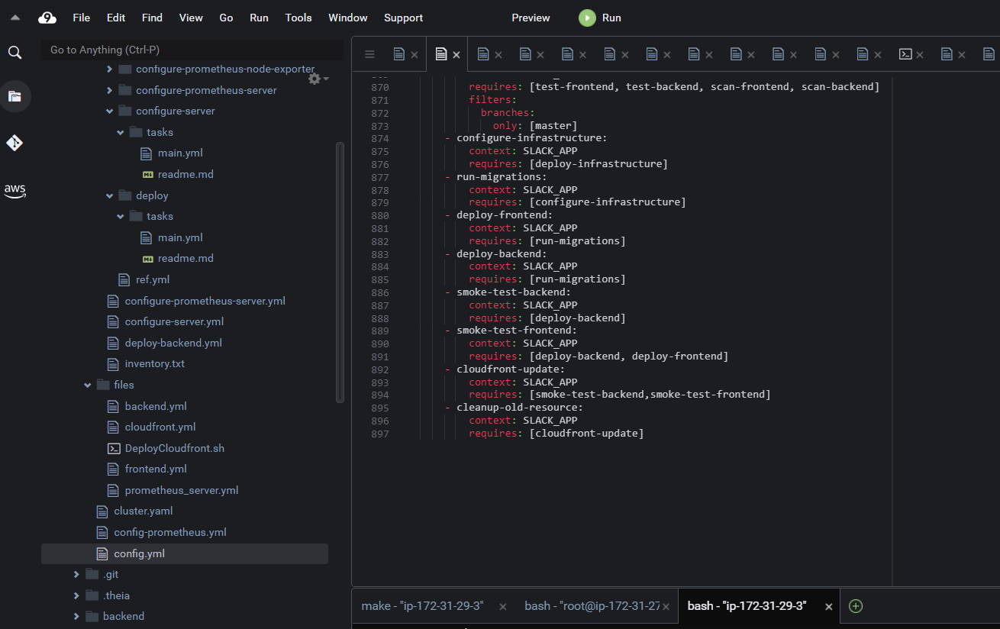 9 File Edit Find View Go Run Tools Window Support Preview Run
Go to Anything (Ctrl-P)
aws
configure-prometheus-node-exporter
configure-prometheus-server
configure-server
tasks
main.yml
readme.md
deploy
tasks
main.yml
readme.md
ref.yml
configure-prometheus-server.yml
configure-server.yml
deploy-backend.yml
inventory.txt
files
backend.yml
cloudfront.yml
DeployCloudfront.sh
frontend.yml
prometheus_server.yml
cluster.yaml
config-prometheus.yml
config.yml
.git
.theia
backend
870 requires: [test-frontend, test-backend, scan-frontend, scan-backend]
871 filters:
872 branches:
873 only: [master]
874 - configure-infrastructure:
875 context: SLACK_APP
876 requires: [deploy-infrastructure]
877 - run-migrations:
878 context: SLACK_APP
879 requires: [configure-infrastructure]
880 - deploy-frontend:
881 context: SLACK_APP
882 requires: [run-migrations]
883 - deploy-backend:
884 context: SLACK_APP
885 requires: [run-migrations]
886 - smoke-test-backend:
887 context: SLACK_APP
888 requires: [deploy-backend]
889 - smoke-test-frontend:
890 context: SLACK_APP
891 requires: [deploy-backend, deploy-frontend]
892 - cloudfront-update:
893 context: SLACK_APP
894 requires: [smoke-test-backend,smoke-test-frontend]
895 - cleanup-old-resource:
896 context: SLACK_APP
897 requires: [cloudfront-update]
make - "ip-172-31-29-3" bash - "root@ip-172-31-27 bash - "ip-172-31-29-3"